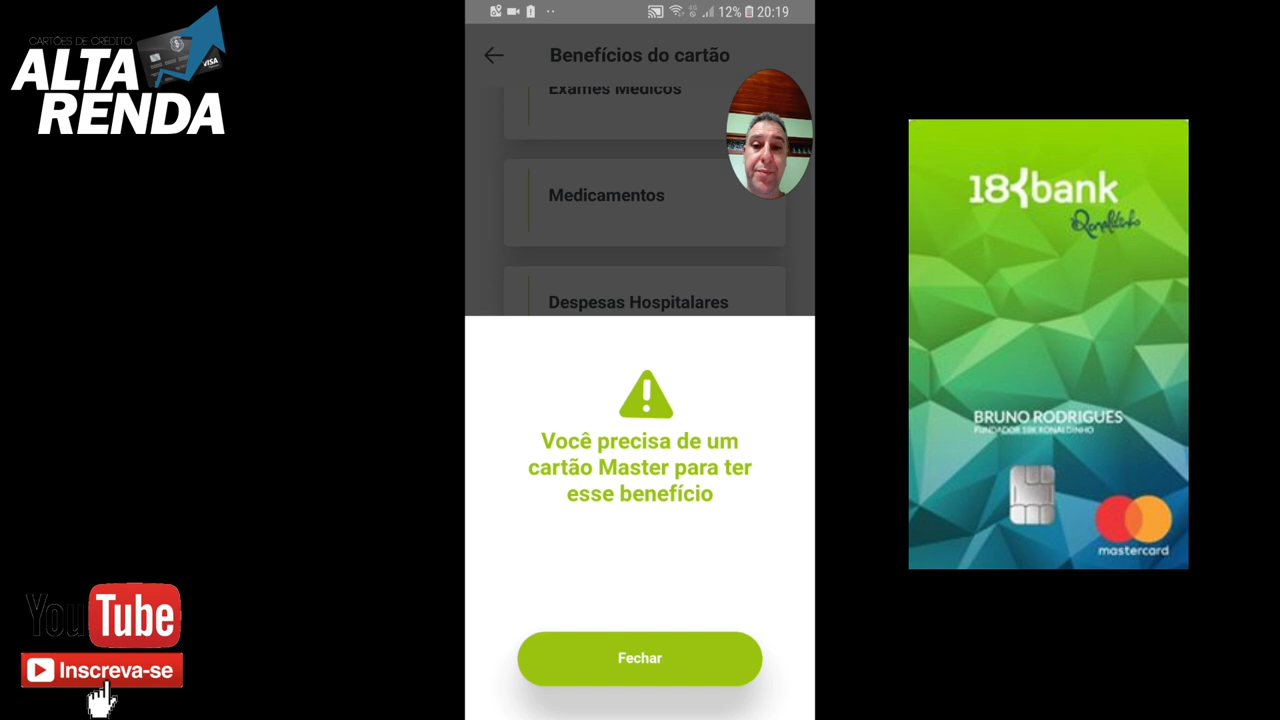 CARTÕES DE CRÉDITO
ALTA
RENDA
VISA
12% 20:19
Benefícios do cartão
Exames Médicos
Medicamentos
Despesas Hospitalares
Você precisa de um
cartão Master para ter
esse benefício
Fechar
18kbank
Ronaldinho
BRUNO RODRIGUES
FUNDADOR 18K RONALDINHO
mastercard
YouTube
Inscreva-se